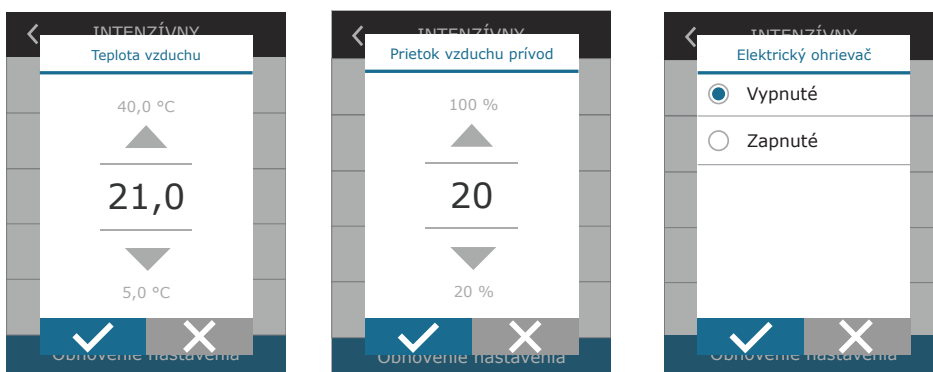 INTENZÍVNY
Teplota vzduchu
40,0 °C
21,0
5,0 °C
Obnovenie nastavenia
INTENZÍVNY
Prietok vzduchu prívod
100 %
20
20 %
Obnovenie nastavenia
INTENZÍVNY
Elektrický ohrievač
Vypnuté
Zapnuté
Obnovenie nastavenia